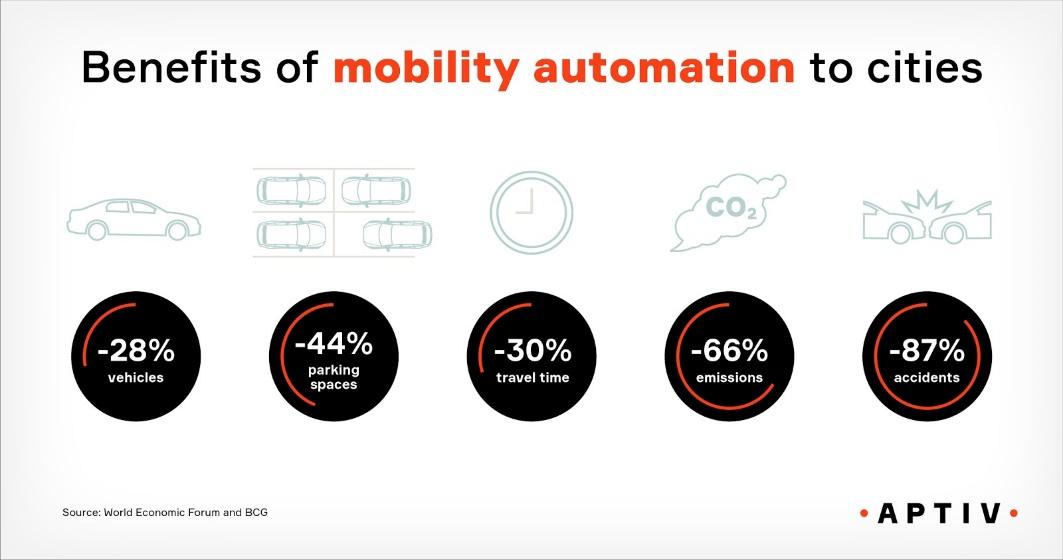 Benefits of mobility automation to cities
CO₂
-28%
vehicles
-44%
parking
spaces
-30%
travel time
-66%
emissions
-87%
accidents
Source: World Economic Forum and BCG
• APTIV •